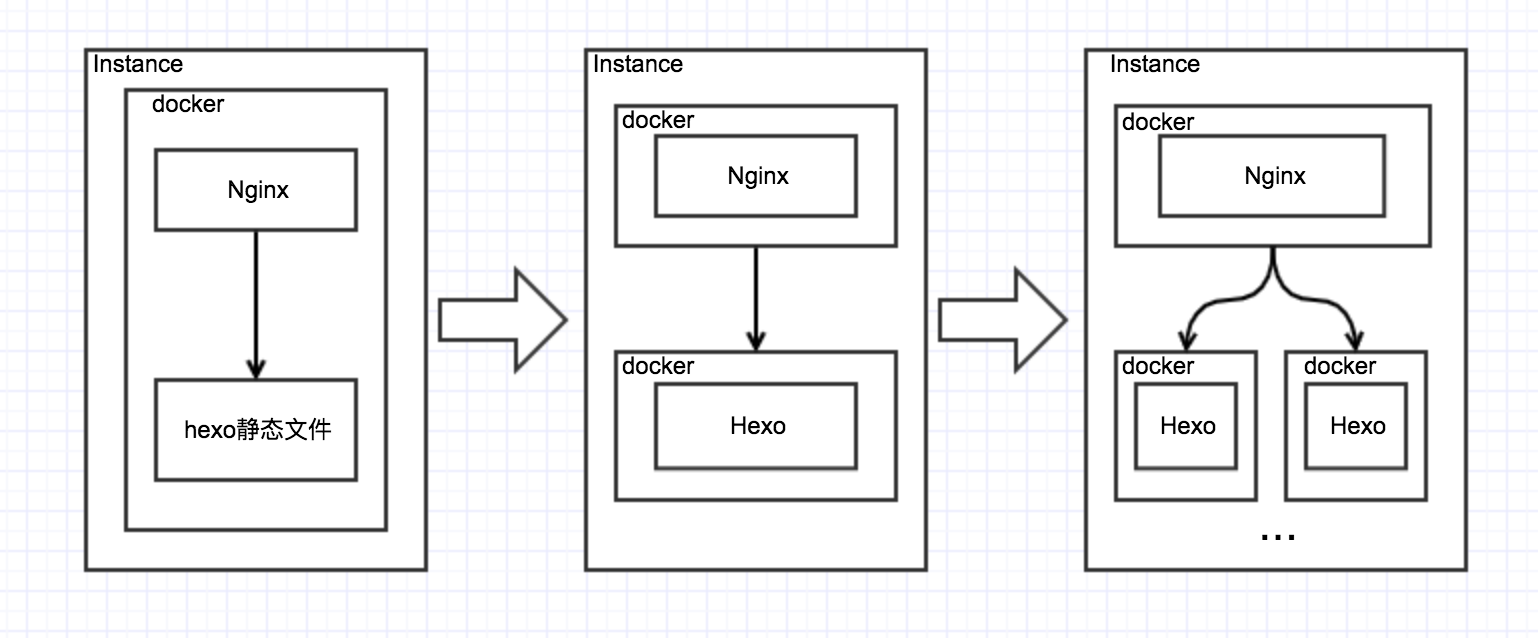 Instance
docker
Nginx
hexo静态文件
Instance
docker
Nginx
docker
Hexo
Instance
docker
Nginx
docker
Hexo
docker
Hexo
...